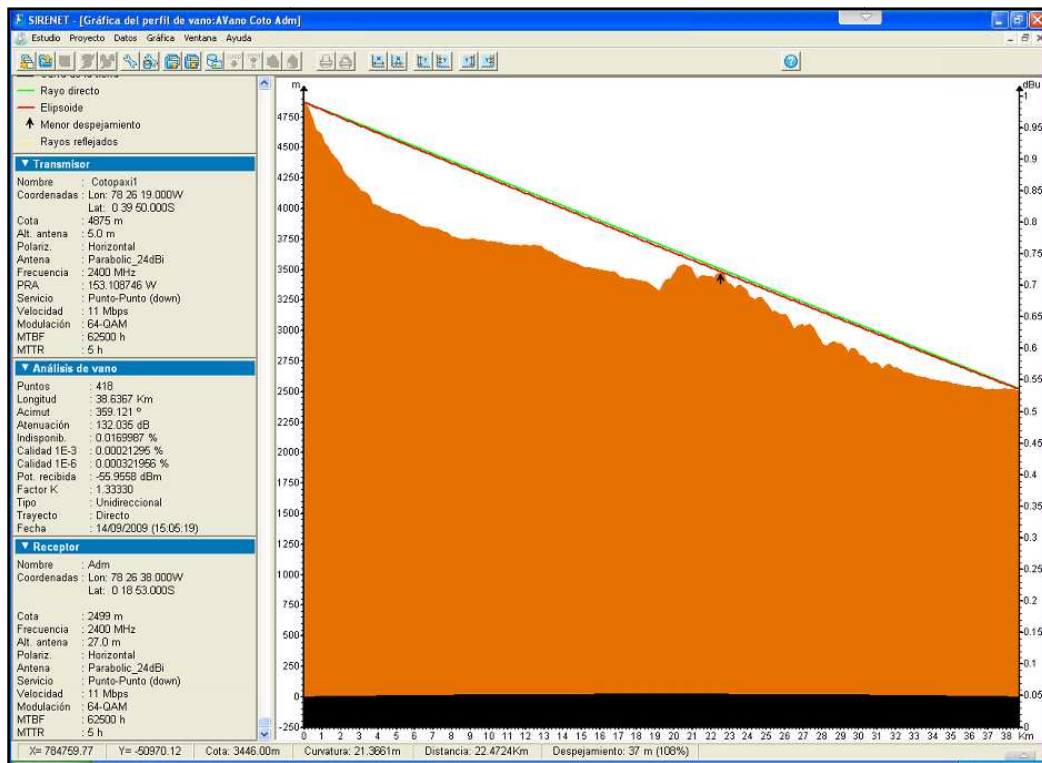 SIRENET - [Gráfica del perfil de vano:AVano Coto Adm]
Estudio Proyecto Datos Gráfica Ventana Ayuda
Rayo directo
Elipsoide
Menor despejamiento
Rayos reflejados
Transmisor
Nombre : Cotopaxi1
Coordenadas : Lon: 78 26 19.000W
Lat: 0 39 50.000S
Cota : 4875 m
Alt. antena : 5.0 m
Polariz. : Horizontal
Antena : Parabolic_24dBi
Frecuencia : 2400 MHz
PRA : 153.108746 W
Servicio : Punto-Punto (down)
Velocidad : 11 Mbps
Modulación : 64-QAM
MTBF : 62500 h
MTTR : 5 h
Análisis de vano
Puntos : 418
Longitud : 38.6367 Km
Acimut : 359.121 º
Atenuación : 132.035 dB
Indisponib. : 0.0169987 %
Calidad 1E-3 : 0.00021295 %
Calidad 1E-6 : 0.000321956 %
Pot. recibida : -55.9558 dBm
Factor K : 1.33330
Tipo : Unidireccional
Trayecto : Directo
Fecha : 14/09/2009 (15:05:19)
Receptor
Nombre : Adm
Coordenadas : Lon: 78 26 38.000W
Lat: 0 18 53.000S
Cota : 2499 m
Frecuencia : 2400 MHz
Alt. antena : 27.0 m
Polariz. : Horizontal
Antena : Parabolic_24dBi
Servicio : Punto-Punto (down)
Velocidad : 11 Mbps
Modulación : 64-QAM
MTBF : 62500 h
MTTR : 5 h
m
4750
4500
4250
4000
3750
3500
3250
3000
2750
2500
2250
2000
1750
1500
1250
1000
750
500
250
0
-250
0 1 2 3 4 5 6 7 8 9 10 11 12 13 14 15 16 17 18 19 20 21 22 23 24 25 26 27 28 29 30 31 32 33 34 35 36 37 38 Km
dBu
1
0.95
0.9
0.85
0.8
0.75
0.7
0.65
0.6
0.55
0.5
0.45
0.4
0.35
0.3
0.25
0.2
0.15
0.1
0.05
0
X= 784759.77 Y= -50970.12 Cota: 3446.00m Curvatura: 21.3661m Distancia: 22.4724Km Despejamiento: 37 m (108%)